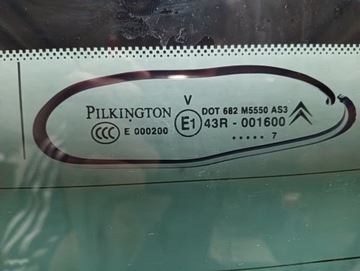 V
PILKINGTON DOT 682 M5550 AS3
CCC E 000200 E1 43R - 001600
..... 7